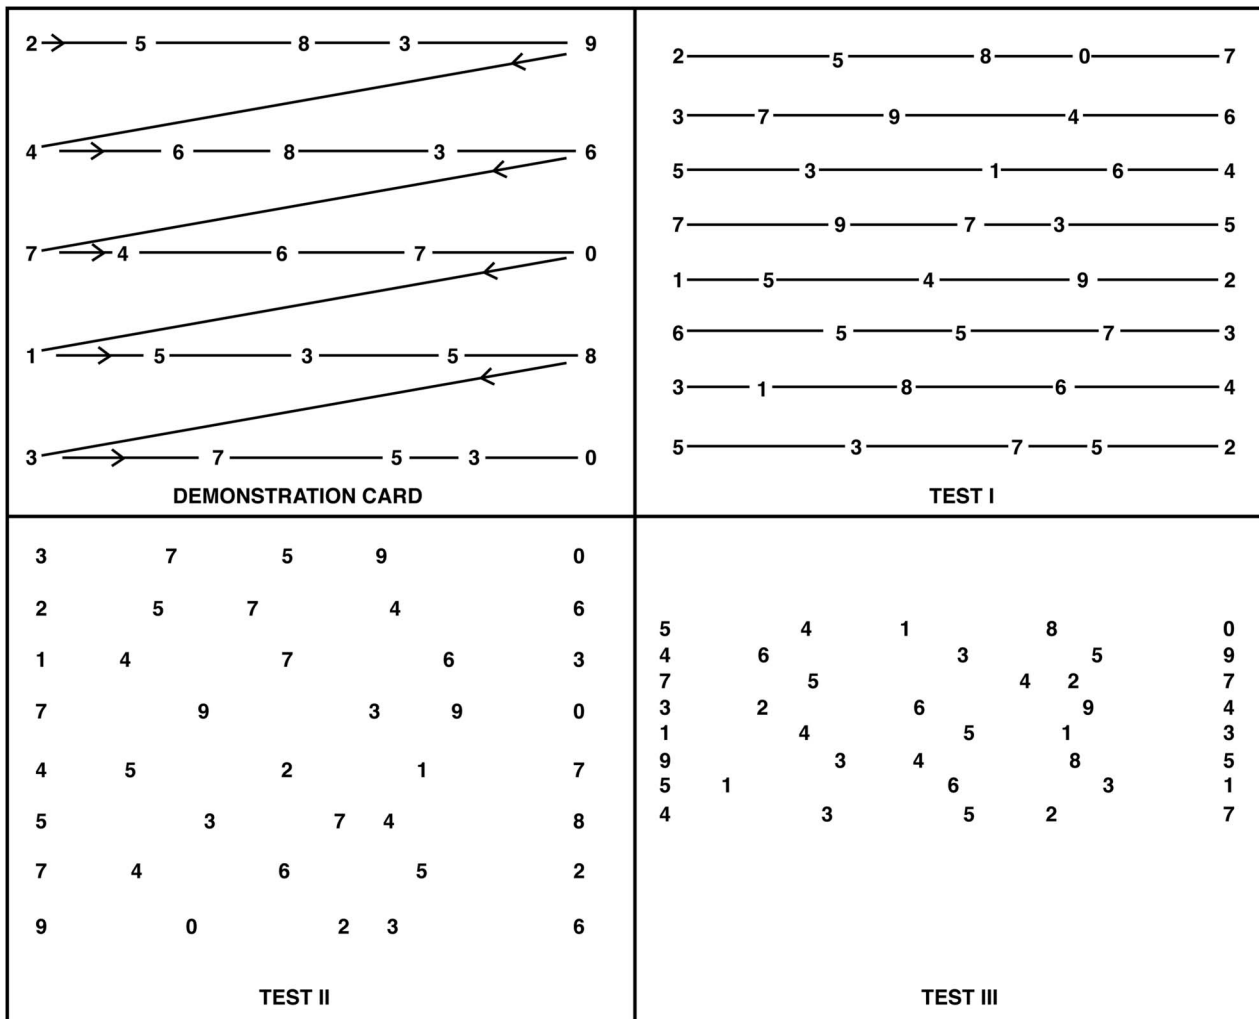 2 5 8 3 9
4 6 8 3 6
7 4 6 7 0
1 5 3 5 8
3 7 5 3 0
DEMONSTRATION CARD
2 5 8 0 7
3 7 9 4 6
5 3 1 6 4
7 9 7 3 5
1 5 4 9 2
6 5 5 7 3
3 1 8 6 4
5 3 7 5 2
TEST I
3 7 5 9 0
2 5 7 4 6
1 4 7 6 3
7 9 3 9 0
4 5 2 1 7
5 3 7 4 8
7 4 6 5 2
9 0 2 3 6
TEST II
5 4 1 8 0
4 6 3 5 9
7 5 4 2 7
3 2 6 9 4
1 4 5 1 3
9 3 4 8 5
5 1 6 3 1
4 3 5 2 7
TEST III